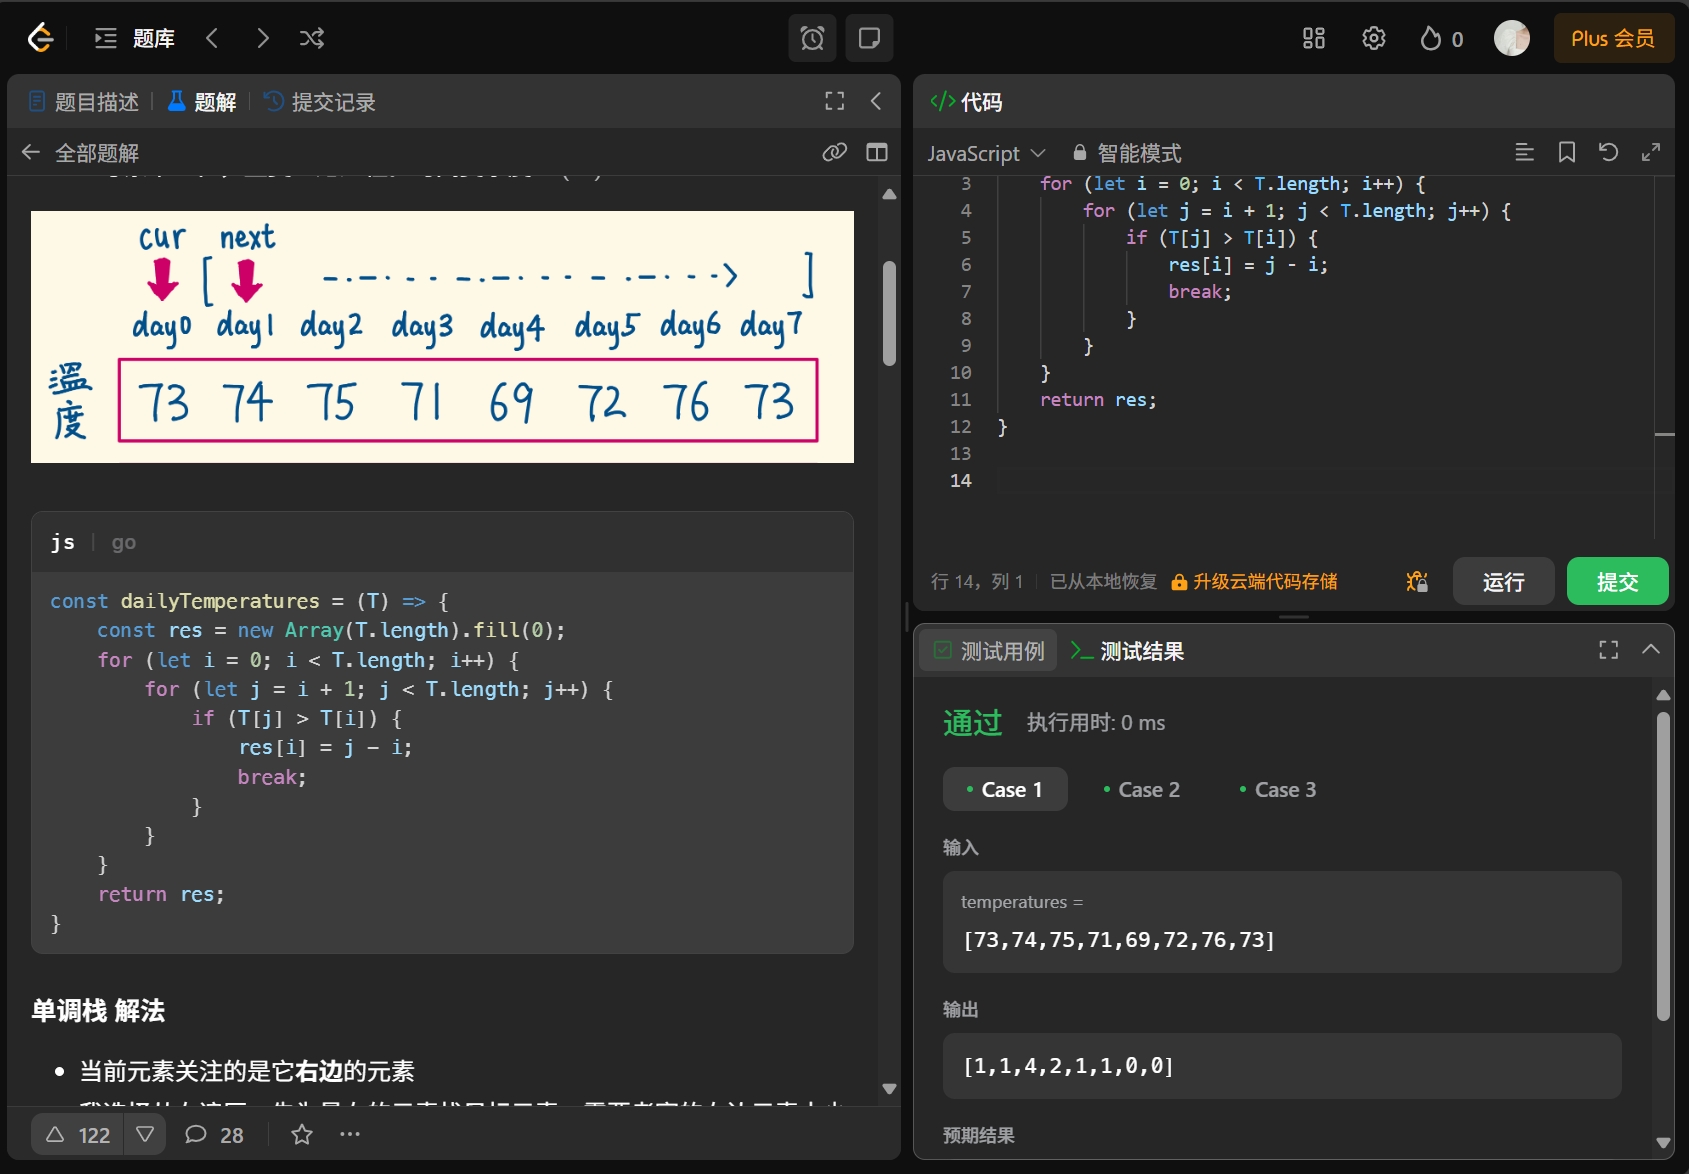 题库
0
Plus 会员
题目描述
题解
提交记录
全部题解
cur next
day0 day1 day2 day3 day4 day5 day6 day7
温度
73 74 75 71 69 72 76 73
js
go
const dailyTemperatures = (T) => {
    const res = new Array(T.length).fill(0);
    for (let i = 0; i < T.length; i++) {
        for (let j = i + 1; j < T.length; j++) {
            if (T[j] > T[i]) {
                res[i] = j - i;
                break;
            }
        }
    }
    return res;
}
单调栈 解法
当前元素关注的是它右边的元素
122
28
代码
JavaScript
智能模式
3 for (let i = 0; i < T.length; i++) {
4 for (let j = i + 1; j < T.length; j++) {
5 if (T[j] > T[i]) {
6 res[i] = j - i;
7 break;
8 }
9 }
10 }
11 return res;
12 }
13
14
行 14，列 1
已从本地恢复
升级云端代码存储
运行
提交
测试用例
测试结果
通过
执行用时: 0 ms
Case 1
Case 2
Case 3
输入
temperatures =
[73,74,75,71,69,72,76,73]
输出
[1,1,4,2,1,1,0,0]
预期结果